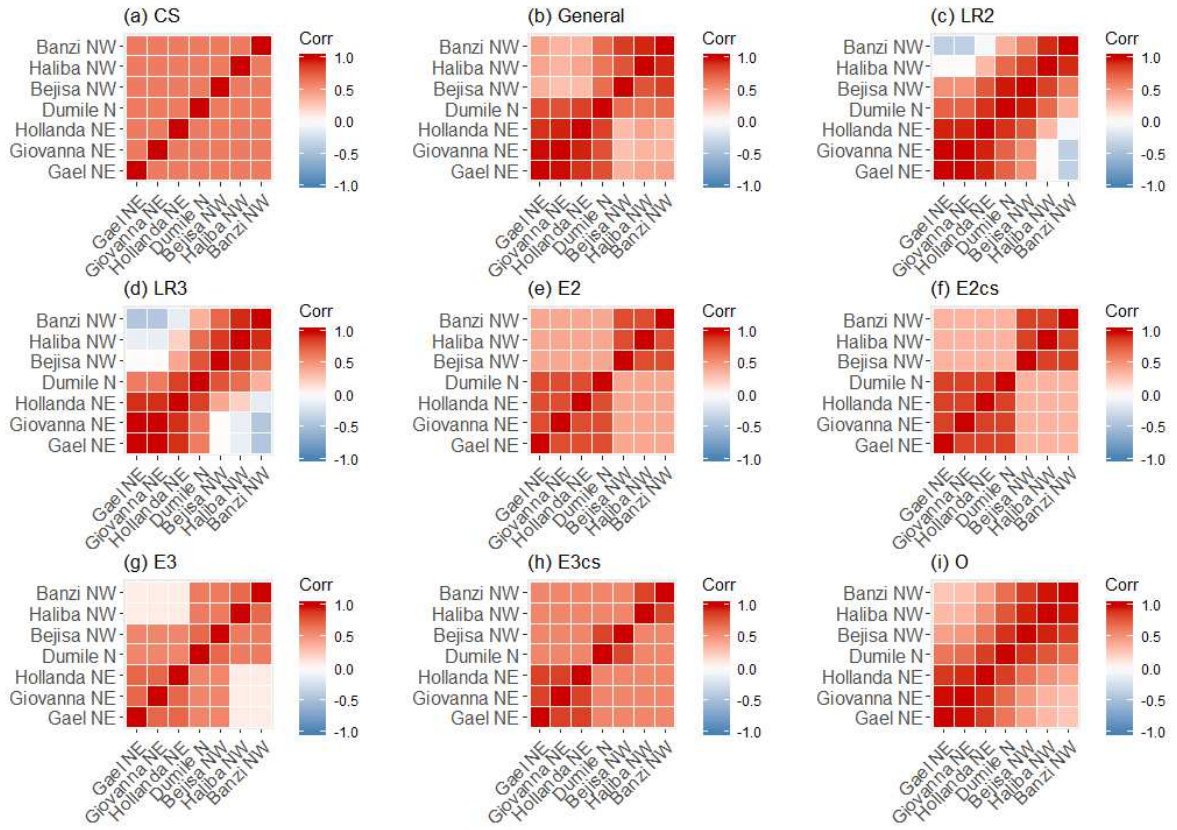 (a) CS
Corr
Banzi NW
Haliba NW
Bejisa NW
Dumile N
Hollanda NE
Giovanna NE
Gael NE
1.0
0.5
0.0
-0.5
-1.0
Gael NE
Giovanna NE
Hollanda NE
Dumile N
Bejisa NW
Haliba NW
Banzi NW
(b) General
Corr
Banzi NW
Haliba NW
Bejisa NW
Dumile N
Hollanda NE
Giovanna NE
Gael NE
1.0
0.5
0.0
-0.5
-1.0
Gael NE
Giovanna NE
Hollanda NE
Dumile N
Bejisa NW
Haliba NW
Banzi NW
(c) LR2
Corr
Banzi NW
Haliba NW
Bejisa NW
Dumile N
Hollanda NE
Giovanna NE
Gael NE
1.0
0.5
0.0
-0.5
-1.0
Gael NE
Giovanna NE
Hollanda NE
Dumile N
Bejisa NW
Haliba NW
Banzi NW
(d) LR3
Corr
Banzi NW
Haliba NW
Bejisa NW
Dumile N
Hollanda NE
Giovanna NE
Gael NE
1.0
0.5
0.0
-0.5
-1.0
Gael NE
Giovanna NE
Hollanda NE
Dumile N
Bejisa NW
Haliba NW
Banzi NW
(e) E2
Corr
Banzi NW
Haliba NW
Bejisa NW
Dumile N
Hollanda NE
Giovanna NE
Gael NE
1.0
0.5
0.0
-0.5
-1.0
Gael NE
Giovanna NE
Hollanda NE
Dumile N
Bejisa NW
Haliba NW
Banzi NW
(f) E2cs
Corr
Banzi NW
Haliba NW
Bejisa NW
Dumile N
Hollanda NE
Giovanna NE
Gael NE
1.0
0.5
0.0
-0.5
-1.0
Gael NE
Giovanna NE
Hollanda NE
Dumile N
Bejisa NW
Haliba NW
Banzi NW
(g) E3
Corr
Banzi NW
Haliba NW
Bejisa NW
Dumile N
Hollanda NE
Giovanna NE
Gael NE
1.0
0.5
0.0
-0.5
-1.0
Gael NE
Giovanna NE
Hollanda NE
Dumile N
Bejisa NW
Haliba NW
Banzi NW
(h) E3cs
Corr
Banzi NW
Haliba NW
Bejisa NW
Dumile N
Hollanda NE
Giovanna NE
Gael NE
1.0
0.5
0.0
-0.5
-1.0
Gael NE
Giovanna NE
Hollanda NE
Dumile N
Bejisa NW
Haliba NW
Banzi NW
(i) O
Corr
Banzi NW
Haliba NW
Bejisa NW
Dumile N
Hollanda NE
Giovanna NE
Gael NE
1.0
0.5
0.0
-0.5
-1.0
Gael NE
Giovanna NE
Hollanda NE
Dumile N
Bejisa NW
Haliba NW
Banzi NW